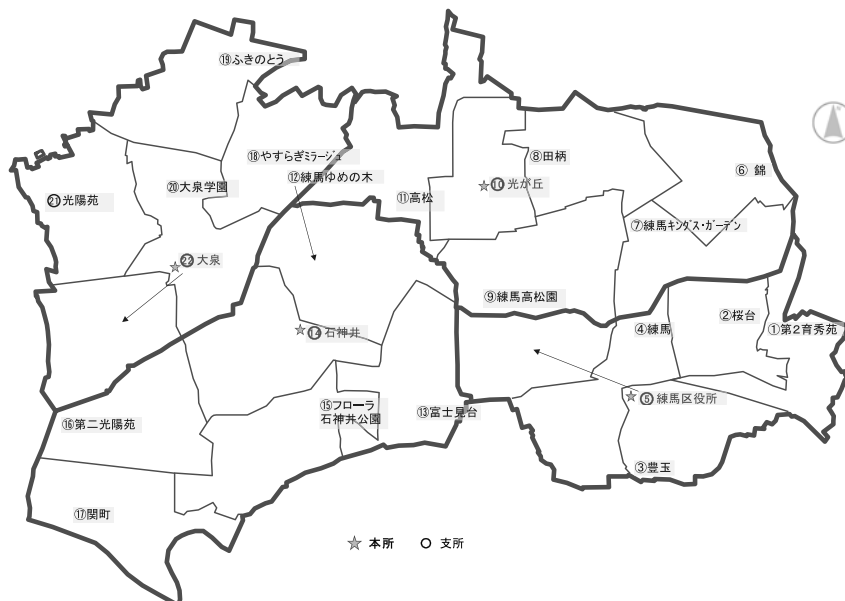 ⑲ふきのとう
⑱やすらぎミラージュ
⑧田柄
⑥ 錦
⑫練馬ゆめの木
⑳大泉学園
㉑光陽苑
⑪高松
⑩光が丘
⑦練馬キングス・ガーデン
㉒大泉
⑨練馬高松園
②桜台
④練馬
①第2育秀苑
⑭石神井
⑤練馬区役所
⑮フローラ
石神井公園
⑬富士見台
⑯第二光陽苑
③豊玉
⑰関町
本所 支所